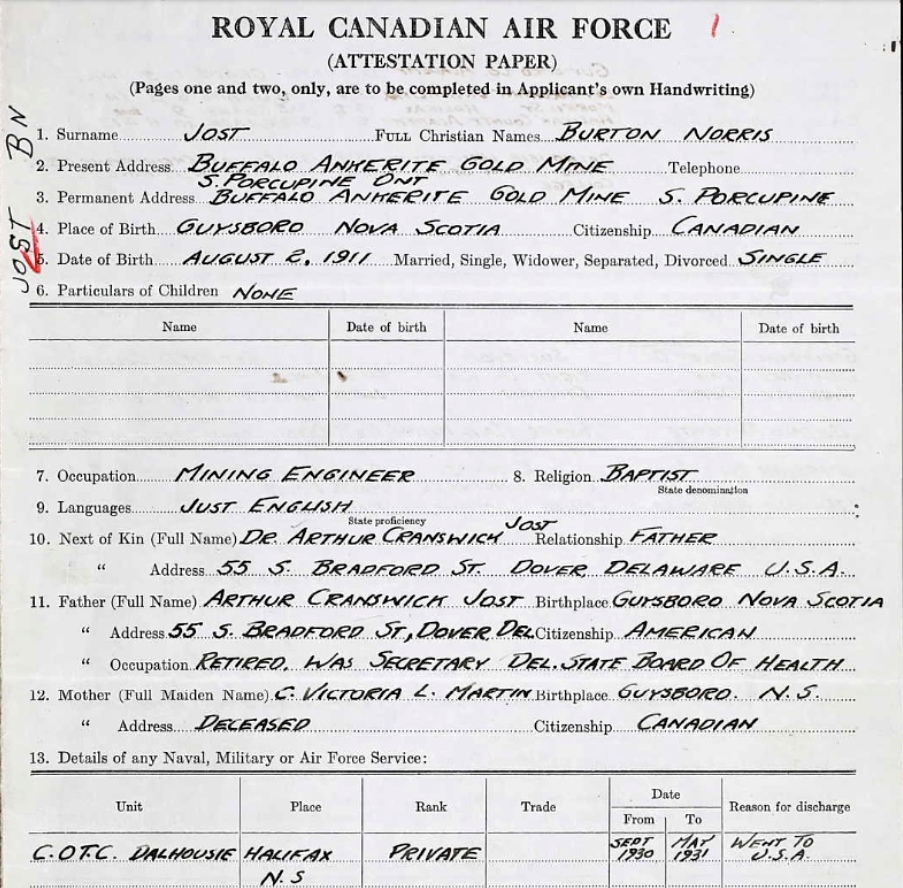 ROYAL CANADIAN AIR FORCE
(ATTESTATION PAPER)
(Pages one and two, only, are to be completed in Applicant's own Handwriting)
JOST BN
1. Surname JOST FULL Christian Names BURTON NORRIS
2. Present Address BUFFALO ANKERITE GOLD MINE Telephone
S. PORCUPINE ONT
3. Permanent Address BUFFALO ANKERITE GOLD MINE S. PORCUPINE
4. Place of Birth GUYSBORO NOVA SCOTIA Citizenship CANADIAN
5. Date of Birth AUGUST 2, 1911 Married, Single, Widower, Separated, Divorced SINGLE
6. Particulars of Children NONE
Name Date of birth Name Date of birth
7. Occupation MINING ENGINEER 8. Religion BAPTIST
State denomination
9. Languages JUST ENGLISH
State proficiency
JOST
10. Next of Kin (Full Name) DR. ARTHUR CRANSWICK Relationship FATHER
" Address 55 S. BRADFORD ST. DOVER, DELAWARE U.S.A.
11. Father (Full Name) ARTHUR CRANSWICK JOST Birthplace GUYSBORO NOVA SCOTIA
" Address 55 S. BRADFORD ST, DOVER, DEL Citizenship AMERICAN
" Occupation RETIRED. WAS SECRETARY DEL. STATE BOARD OF HEALTH
12. Mother (Full Maiden Name) C. VICTORIA L. MARTIN Birthplace GUYSBORO. N.S.
" Address DECEASED Citizenship CANADIAN
13. Details of any Naval, Military or Air Force Service:
Unit Place Rank Trade Date Reason for discharge
From To
C.O.T.C. DALHOUSIE HALIFAX PRIVATE SEPT 1930 MAY 1931 WENT TO U.S.A.
N.S